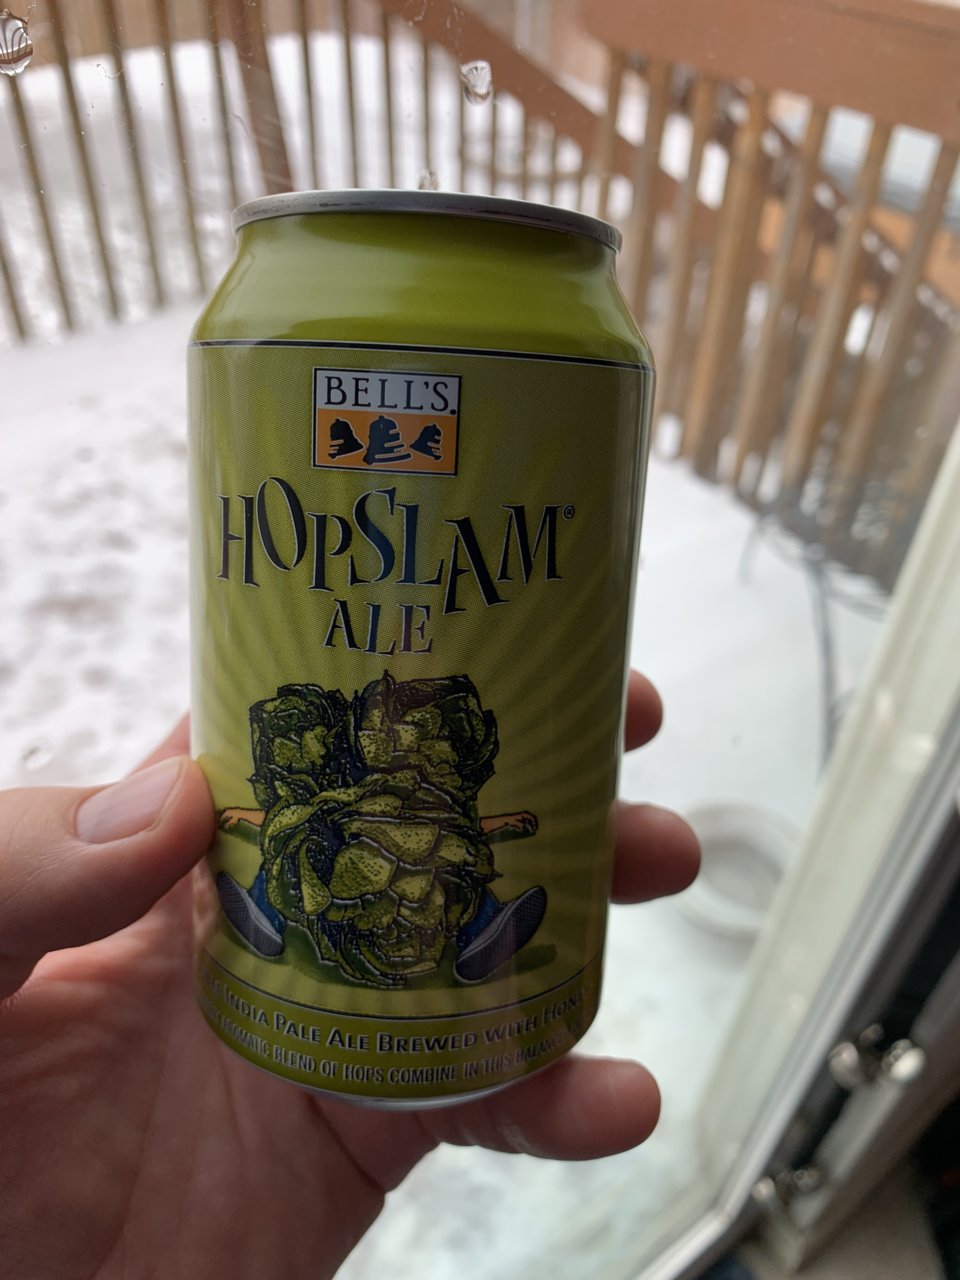 BELL'S.
HOPSLAM®
ALE
INDIA PALE ALE BREWED WITH HONEY
AROMATIC BLEND OF HOPS COMBINE IN THIS